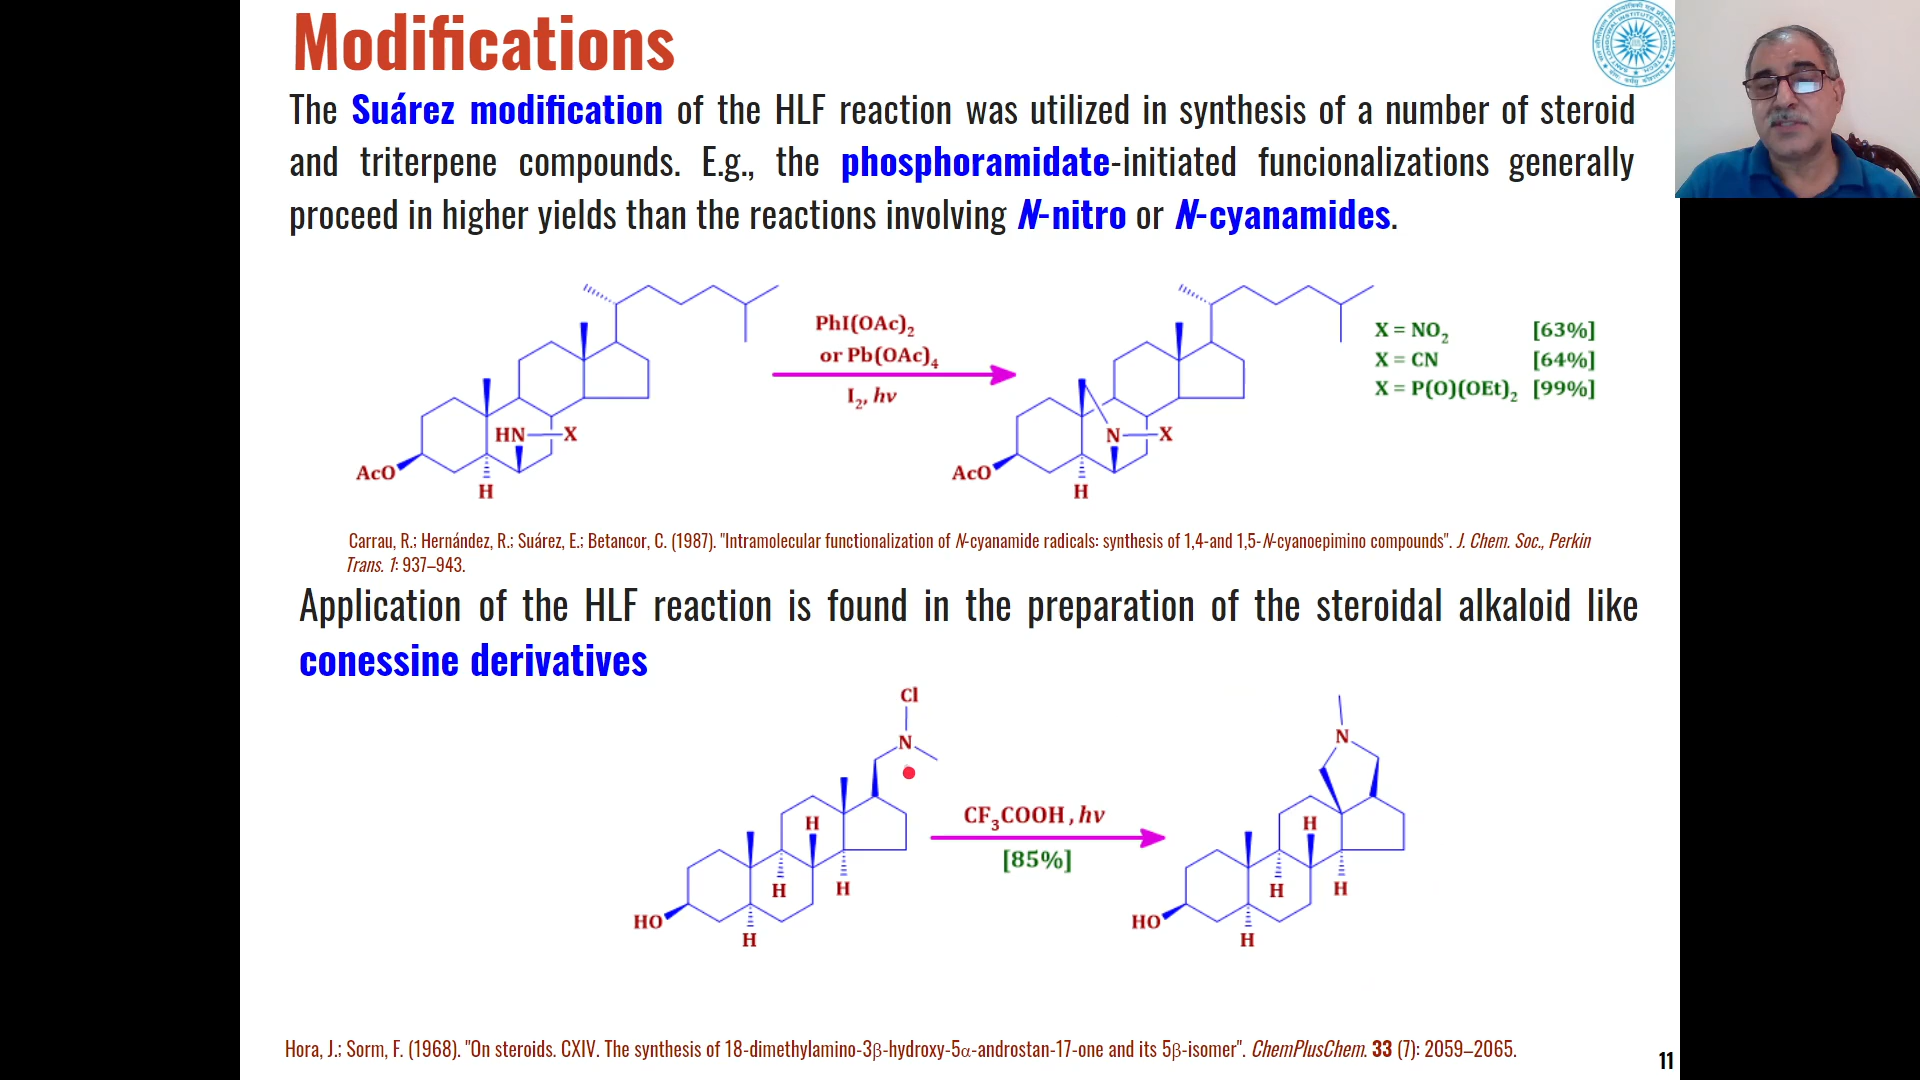 Modifications
The Suárez modification of the HLF reaction was utilized in synthesis of a number of steroid
and triterpene compounds. E.g., the phosphoramidate-initiated funcionalizations generally
proceed in higher yields than the reactions involving N-nitro or N-cyanamides.
PhI(OAc)2
or Pb(OAc)4
I2, hν
HN—X
AcO
H
N—X
AcO
H
X = NO2 [63%]
X = CN [64%]
X = P(O)(OEt)2 [99%]
Carrau, R.; Hernández, R.; Suárez, E.; Betancor, C. (1987). "Intramolecular functionalization of N-cyanamide radicals: synthesis of 1,4-and 1,5-N-cyanoepimino compounds". J. Chem. Soc., Perkin
Trans. 1: 937–943.
Application of the HLF reaction is found in the preparation of the steroidal alkaloid like
conessine derivatives
Cl
N
H
H
H
HO
H
CF3COOH, hν
[85%]
N
H
H
H
HO
H
Hora, J.; Sorm, F. (1968). "On steroids. CXIV. The synthesis of 18-dimethylamino-3β-hydroxy-5α-androstan-17-one and its 5β-isomer". ChemPlusChem. 33 (7): 2059–2065.
11